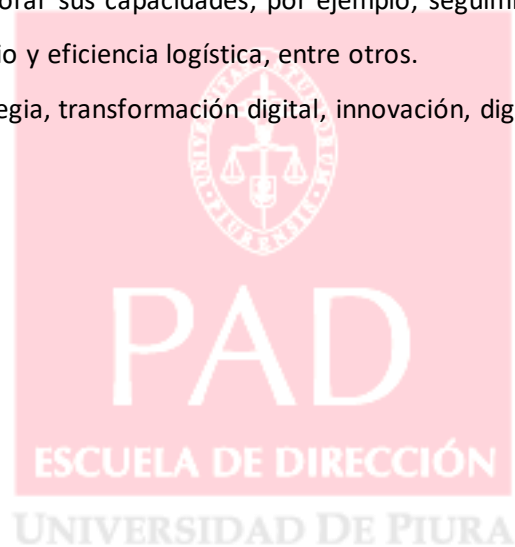 orar sus capacidades, por ejemplo, seguim
io y eficiencia logística, entre otros.
egia, transformación digital, innovación, dig
PAD
ESCUELA DE DIRECCIÓN
UNIVERSIDAD DE PIURA